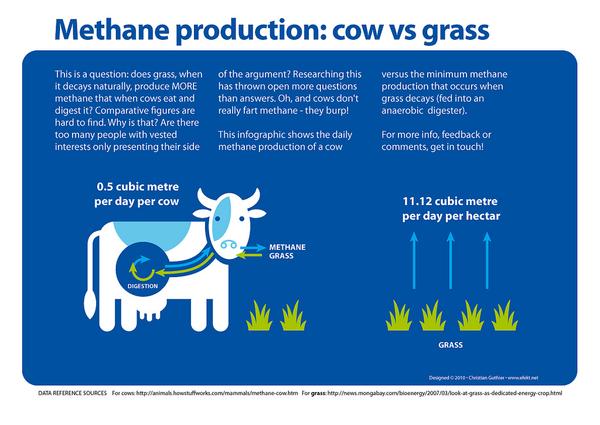 Methane production: cow vs grass
This is a question: does grass, when
it decays naturally, produce MORE
methane that when cows eat and
digest it? Comparative figures are
hard to find. Why is that? Are there
too many people with vested
interests only presenting their side
of the argument? Researching this
has thrown open more questions
than answers. Oh, and cows don't
really fart methane - they burp!
This infographic shows the daily
methane production of a cow
versus the minimum methane
production that occurs when
grass decays (fed into an
anaerobic digester).
For more info, feedback or
comments, get in touch!
0.5 cubic metre
per day per cow
METHANE
GRASS
DIGESTION
11.12 cubic metre
per day per hectar
GRASS
Designed © 2010 • Christian Guthier • www.elekt.net
DATA REFERENCE SOURCES For cows: http://animals.howstuffworks.com/mammals/methane-cow.htm For grass: http://news.mongabay.com/bioenergy/2007/03/look-at-grass-as-dedicated-energy-crop.html